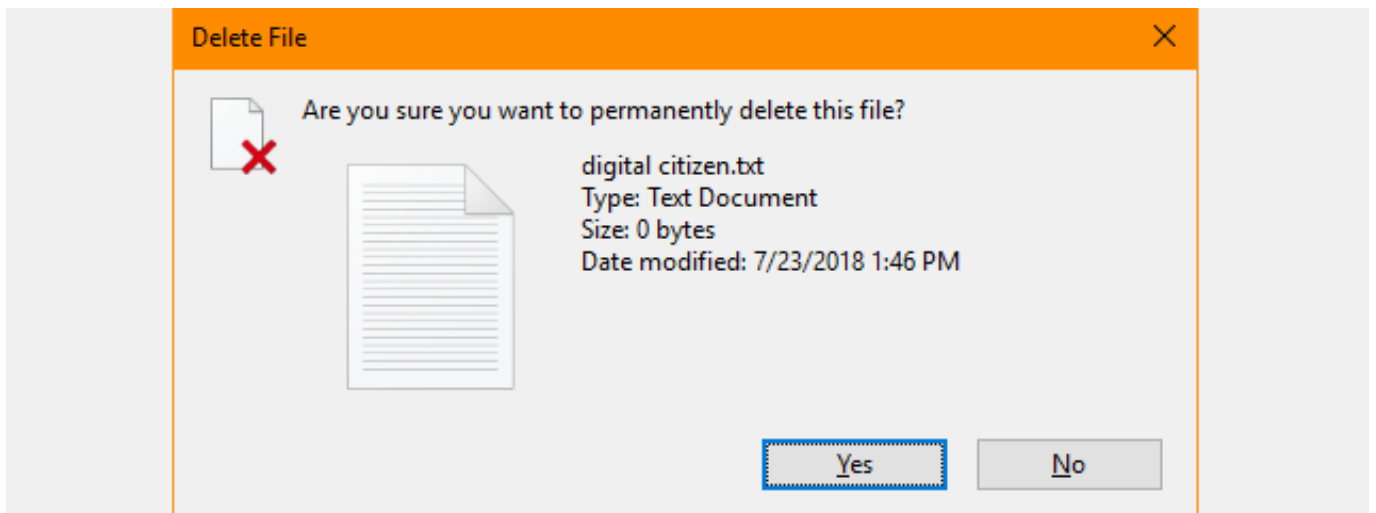 Delete File
Are you sure you want to permanently delete this file?
digital citizen.txt
Type: Text Document
Size: 0 bytes
Date modified: 7/23/2018 1:46 PM
Yes
No